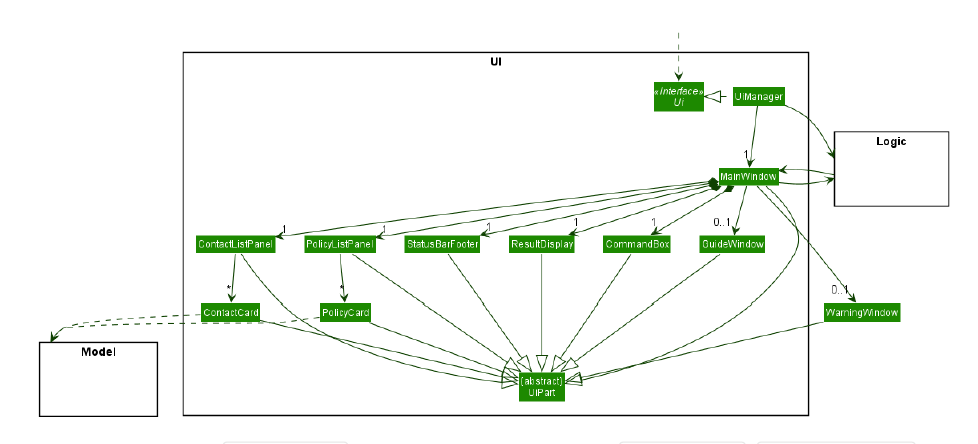 UI
«Interface»
Ui
UiManager
Logic
1
MainWindow
1
1
1
1
1
0..1
ContactListPanel
PolicyListPanel
StatusBarFooter
ResultDisplay
CommandBox
GuideWindow
*
*
0..1
ContactCard
PolicyCard
WarningWindow
Model
{abstract}
UiPart